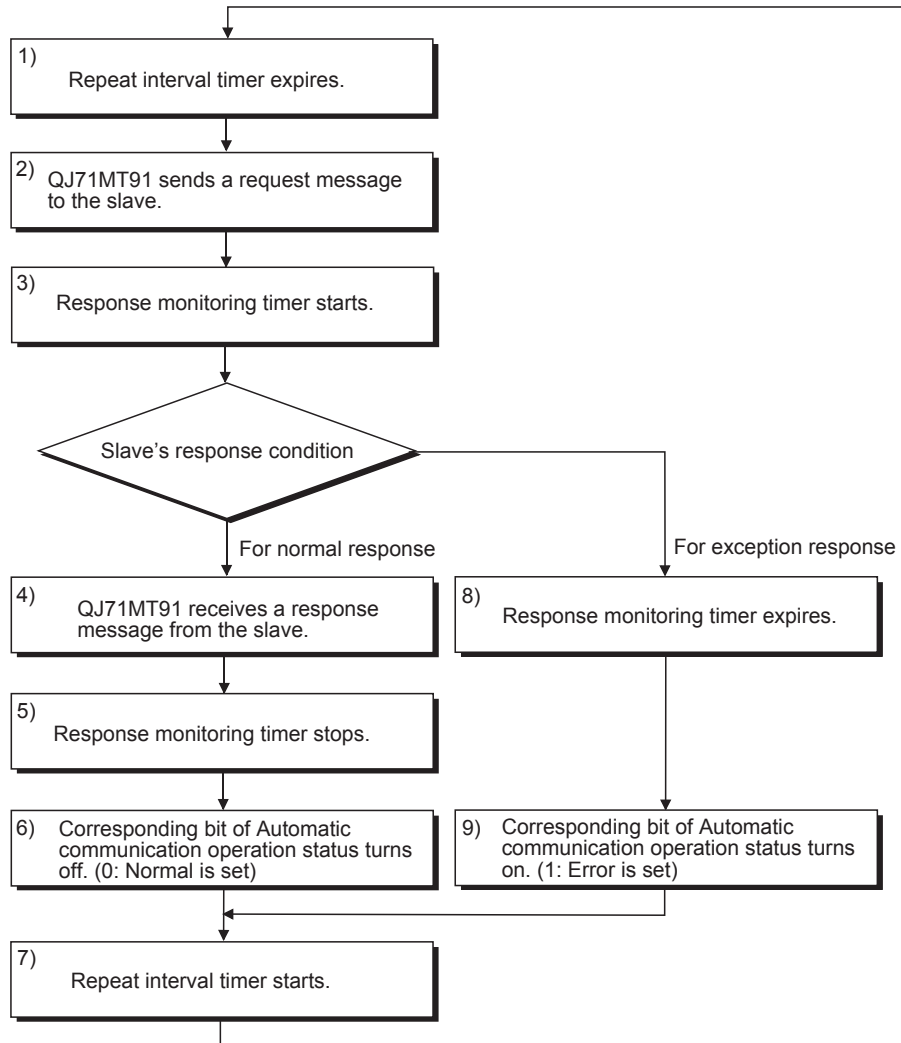 1)
Repeat interval timer expires.
2)
QJ71MT91 sends a request message
to the slave.
3)
Response monitoring timer starts.
Slave's response condition
For normal response
For exception response
4)
QJ71MT91 receives a response
message from the slave.
8)
Response monitoring timer expires.
5)
Response monitoring timer stops.
6)
Corresponding bit of Automatic
communication operation status turns
off. (0: Normal is set)
9)
Corresponding bit of Automatic
communication operation status turns
on. (1: Error is set)
7)
Repeat interval timer starts.